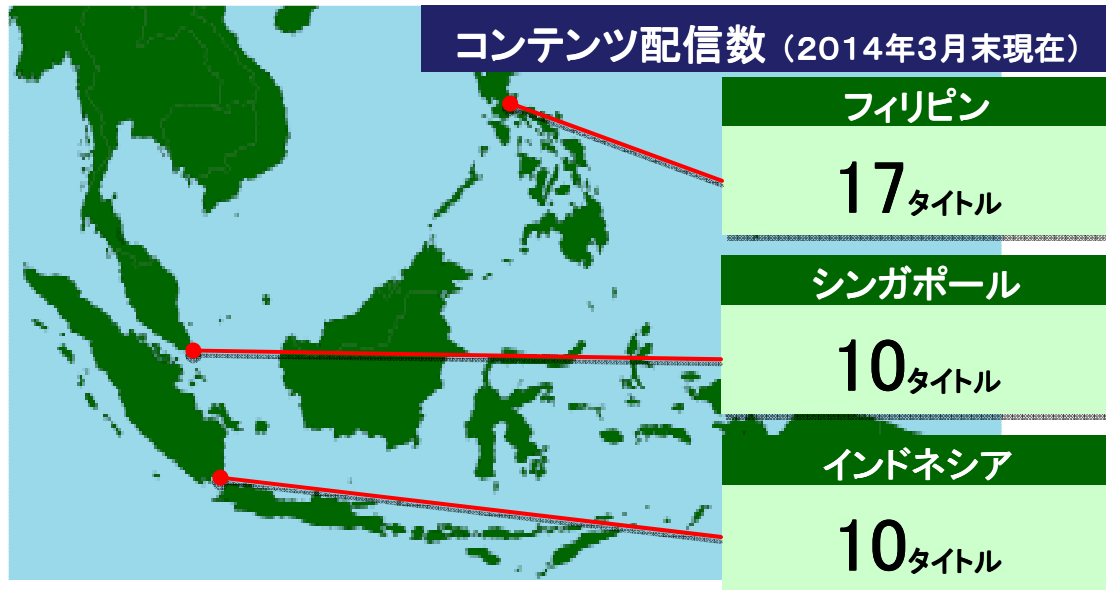 コンテンツ配信数（2014年3月末現在）
フィリピン
17タイトル
シンガポール
10タイトル
インドネシア
10タイトル